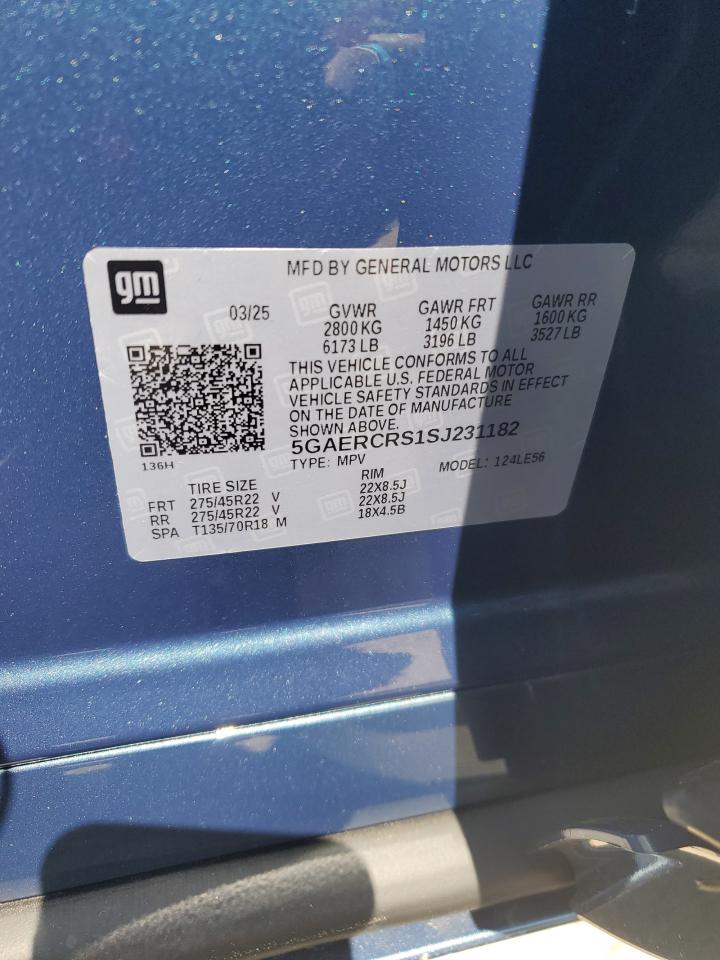 gm
MFD BY GENERAL MOTORS LLC
03/25 GVWR GAWR FRT GAWR RR
2800 KG 1450 KG 1600 KG
6173 LB 3196 LB 3527 LB
THIS VEHICLE CONFORMS TO ALL
APPLICABLE U.S. FEDERAL MOTOR
VEHICLE SAFETY STANDARDS IN EFFECT
ON THE DATE OF MANUFACTURE
SHOWN ABOVE.
5GAERCRS1SJ231182
136H TYPE: MPV MODEL: 124LE56
TIRE SIZE RIM
FRT 275/45R22 V 22X8.5J
RR 275/45R22 V 22X8.5J
SPA T135/70R18 M 18X4.5B